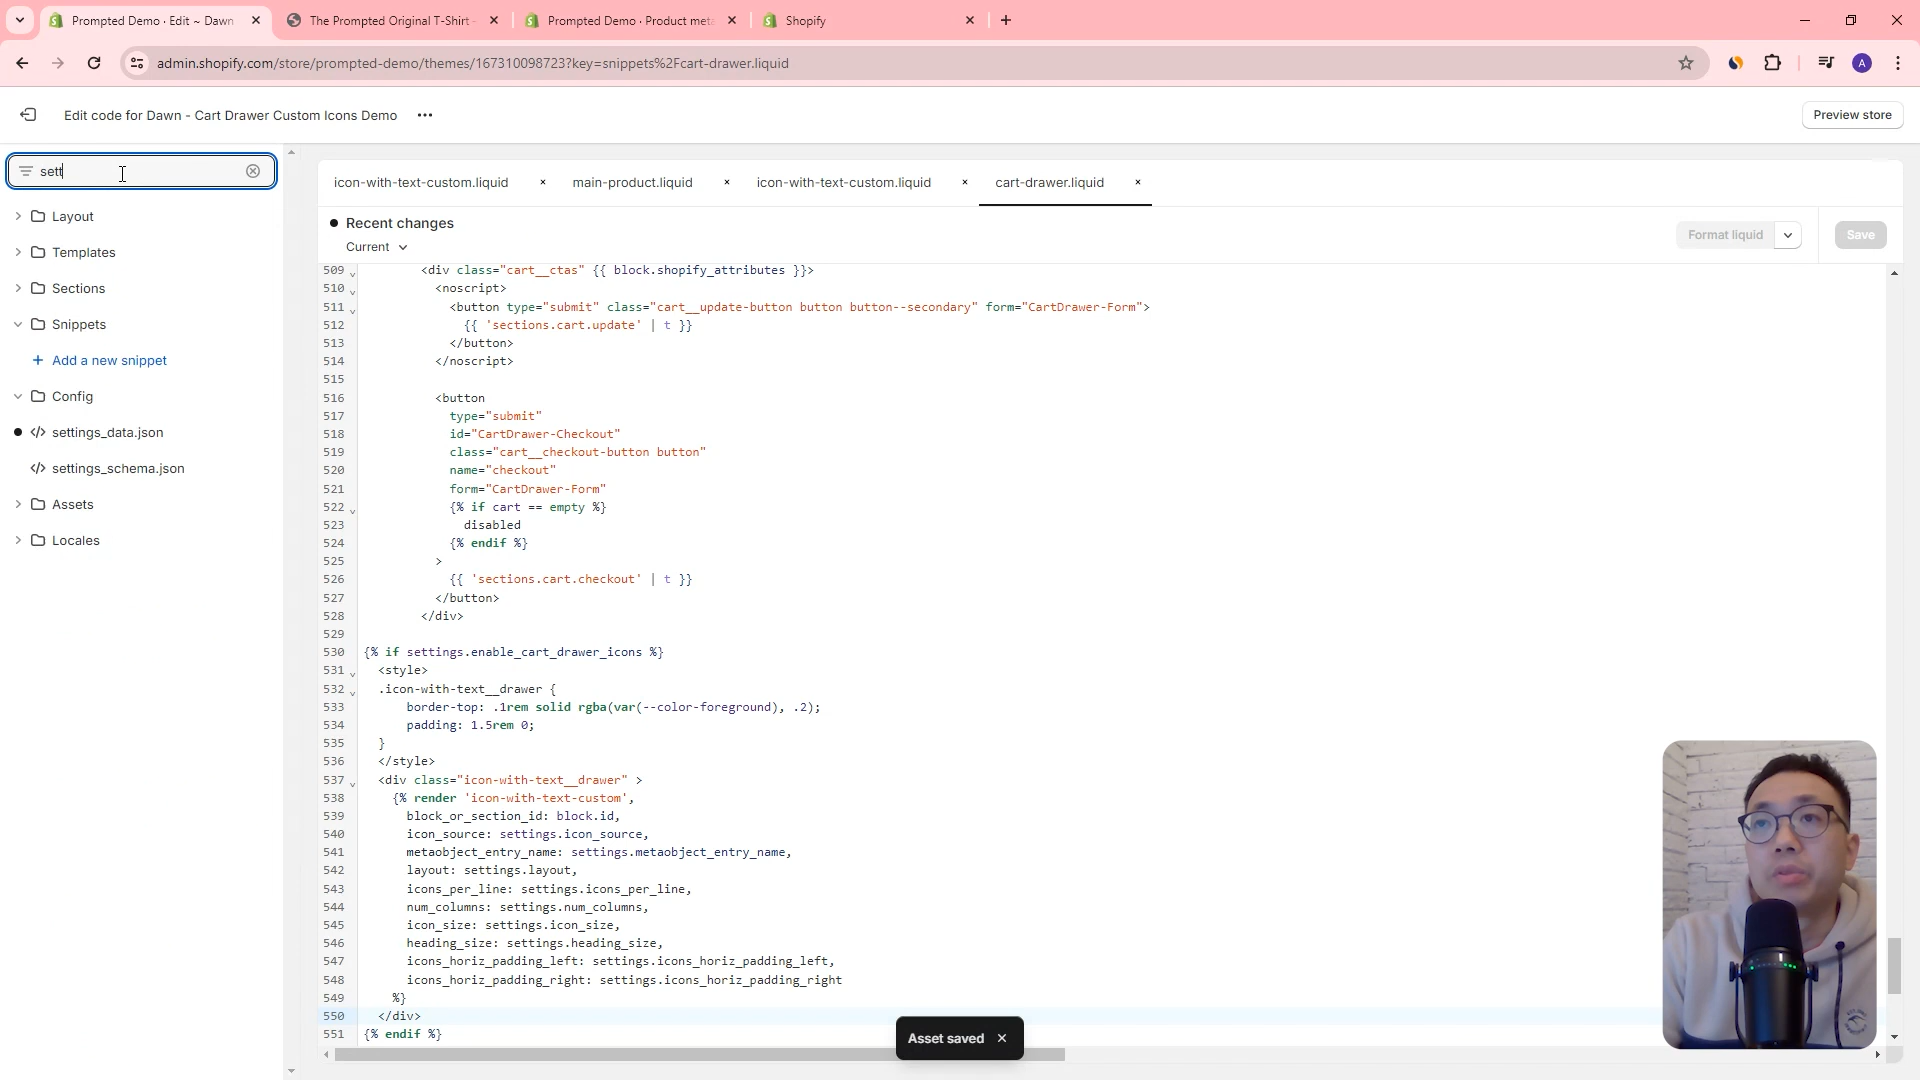 Prompted Demo · Edit ~ Dawn
The Prompted Original T-Shirt
Prompted Demo · Product meta
Shopify
admin.shopify.com/store/prompted-demo/themes/167310098723?key=snippets%2Fcart-drawer.liquid
A
Edit code for Dawn - Cart Drawer Custom Icons Demo
Preview store
sett
Layout
Templates
Sections
Snippets
Add a new snippet
Config
settings_data.json
settings_schema.json
Assets
Locales
icon-with-text-custom.liquid
main-product.liquid
icon-with-text-custom.liquid
cart-drawer.liquid
Recent changes
Current
Format liquid
Save
509 <div class="cart__ctas" {{ block.shopify_attributes }}>
510 <noscript>
511 <button type="submit" class="cart__update-button button button--secondary" form="CartDrawer-Form">
512 {{ 'sections.cart.update' | t }}
513 </button>
514 </noscript>
515
516 <button
517 type="submit"
518 id="CartDrawer-Checkout"
519 class="cart__checkout-button button"
520 name="checkout"
521 form="CartDrawer-Form"
522 {% if cart == empty %}
523 disabled
524 {% endif %}
525 >
526 {{ 'sections.cart.checkout' | t }}
527 </button>
528 </div>
529
530 {% if settings.enable_cart_drawer_icons %}
531 <style>
532 .icon-with-text__drawer {
533 border-top: .1rem solid rgba(var(--color-foreground), .2);
534 padding: 1.5rem 0;
535 }
536 </style>
537 <div class="icon-with-text__drawer" >
538 {% render 'icon-with-text-custom',
539 block_or_section_id: block.id,
540 icon_source: settings.icon_source,
541 metaobject_entry_name: settings.metaobject_entry_name,
542 layout: settings.layout,
543 icons_per_line: settings.icons_per_line,
544 num_columns: settings.num_columns,
545 icon_size: settings.icon_size,
546 heading_size: settings.heading_size,
547 icons_horiz_padding_left: settings.icons_horiz_padding_left,
548 icons_horiz_padding_right: settings.icons_horiz_padding_right
549 %}
550 </div>
551 {% endif %}
Asset saved